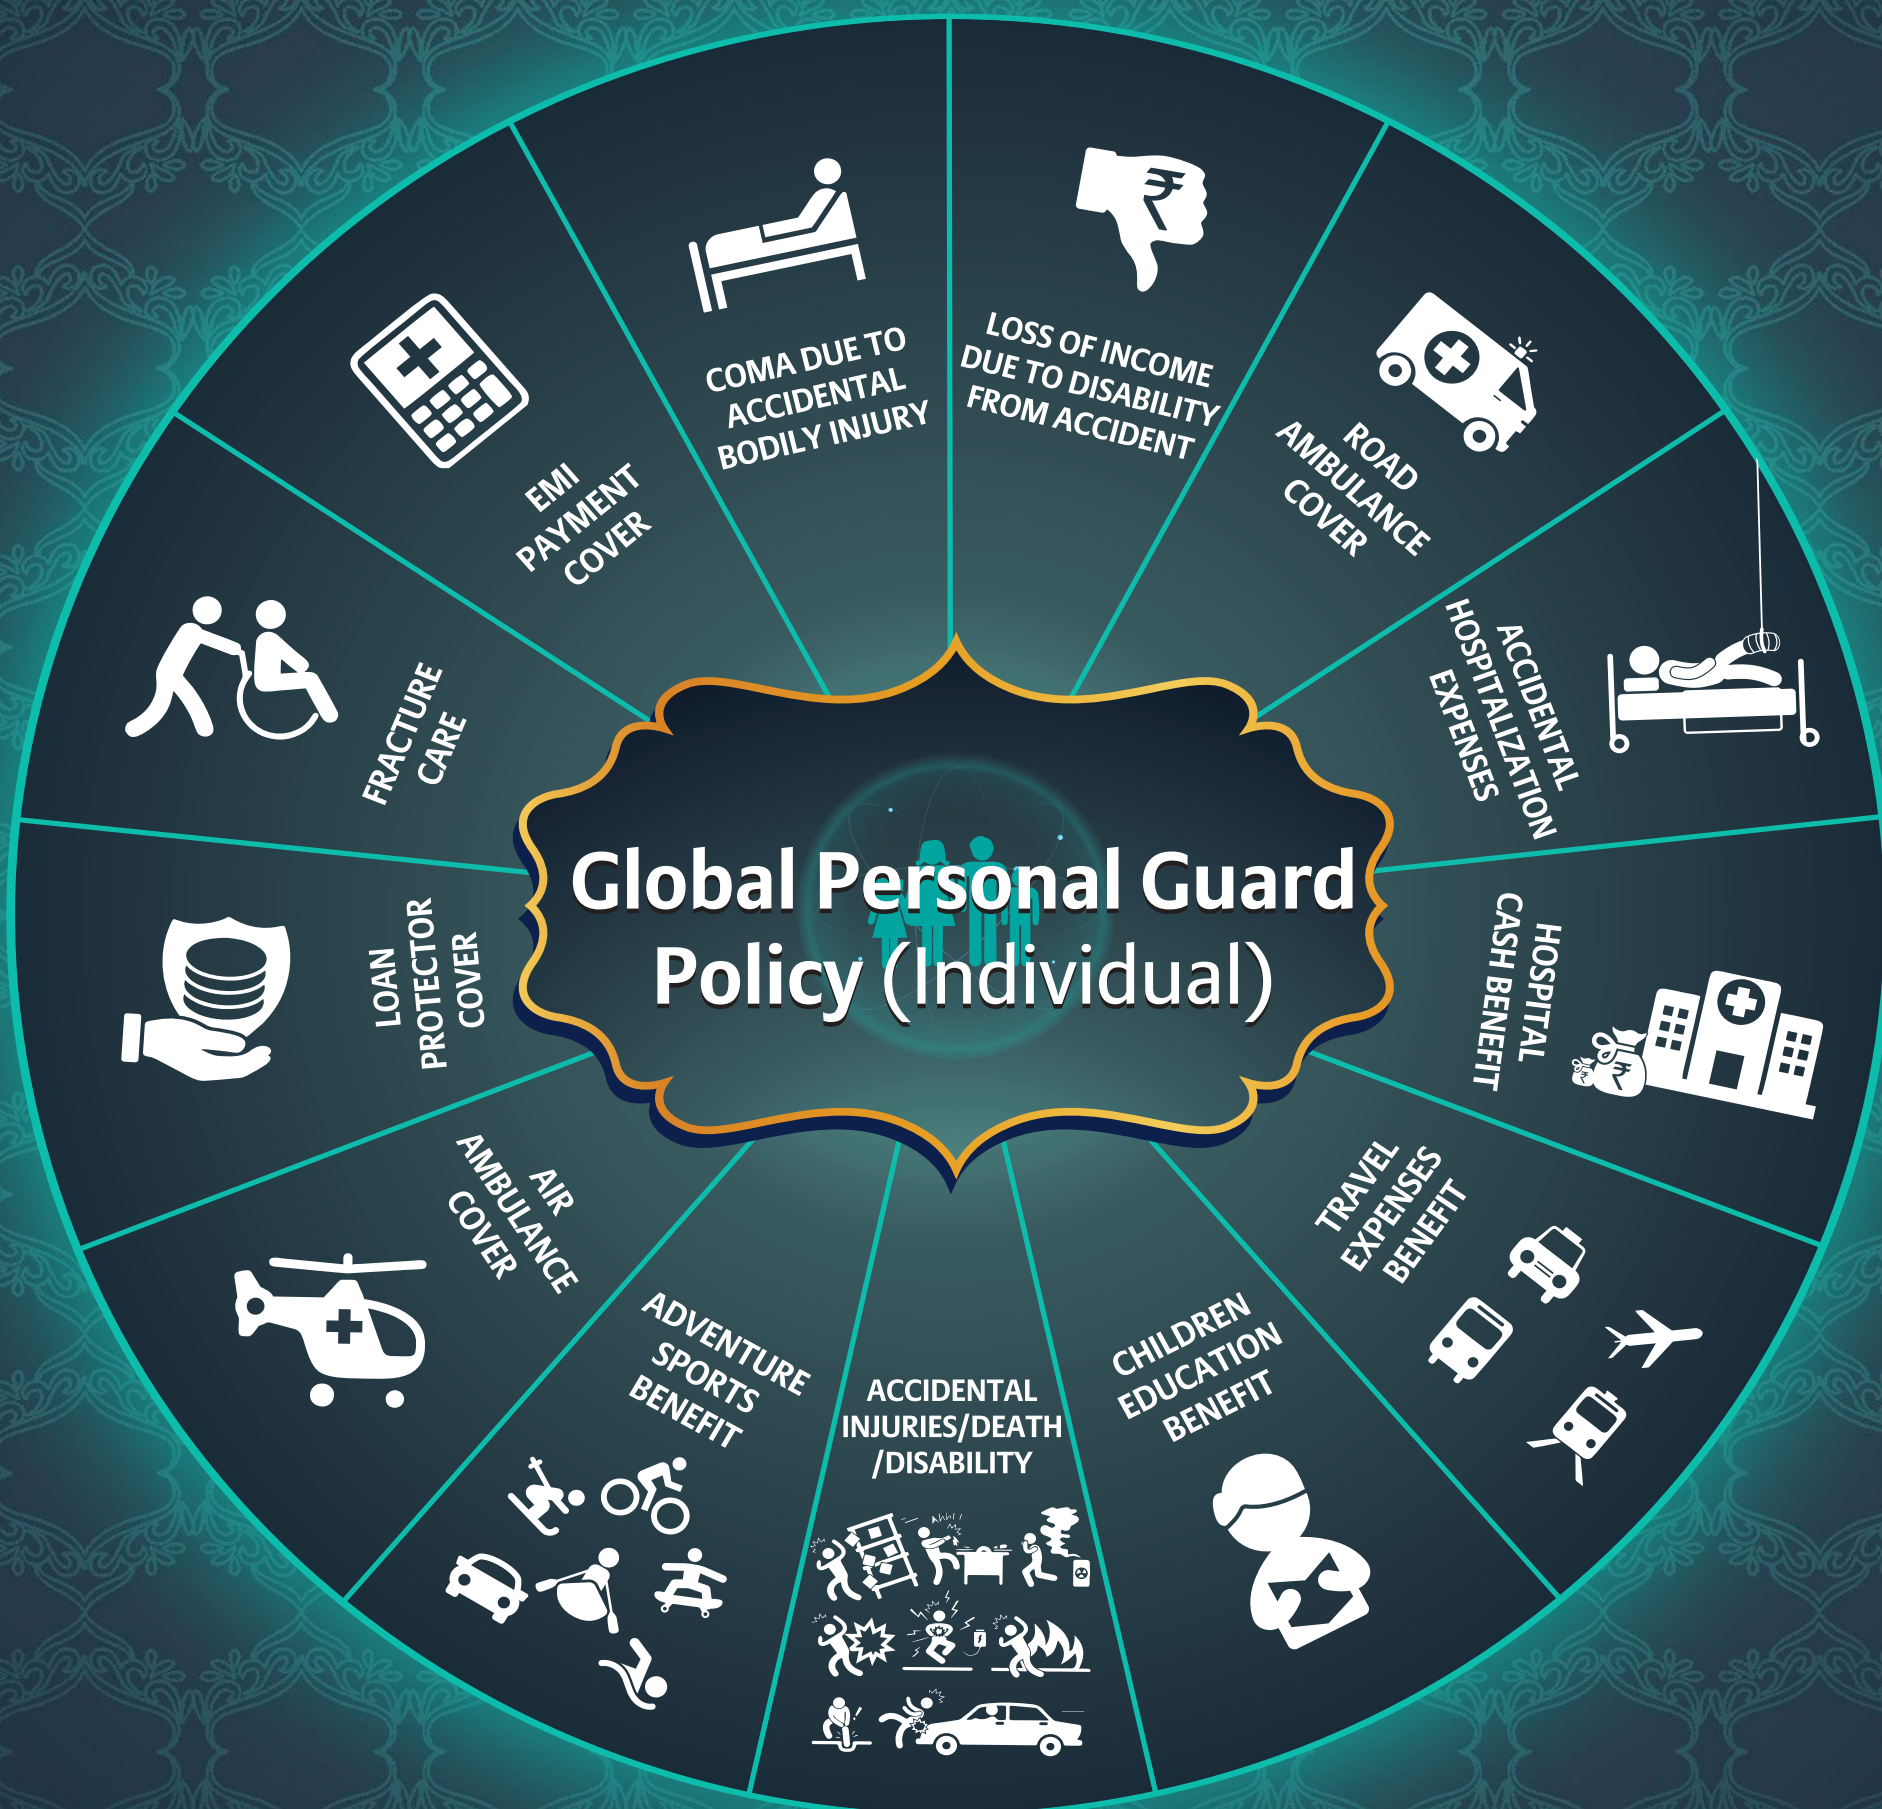 COMA DUE TO
ACCIDENTAL
BODILY INJURY
LOSS OF INCOME
DUE TO DISABILITY
FROM ACCIDENT
₹
ROAD
AMBULANCE
COVER
ACCIDENTAL
HOSPITALIZATION
EXPENSES
HOSPITAL
CASH BENEFIT
₹
₹
TRAVEL
EXPENSES
BENEFIT
CHILDREN
EDUCATION
BENEFIT
ACCIDENTAL
INJURIES/DEATH
/DISABILITY
ADVENTURE
SPORTS
BENEFIT
AIR
AMBULANCE
COVER
LOAN
PROTECTOR
COVER
FRACTURE
CARE
EMI
PAYMENT
COVER
Global Personal Guard
Policy (Individual)